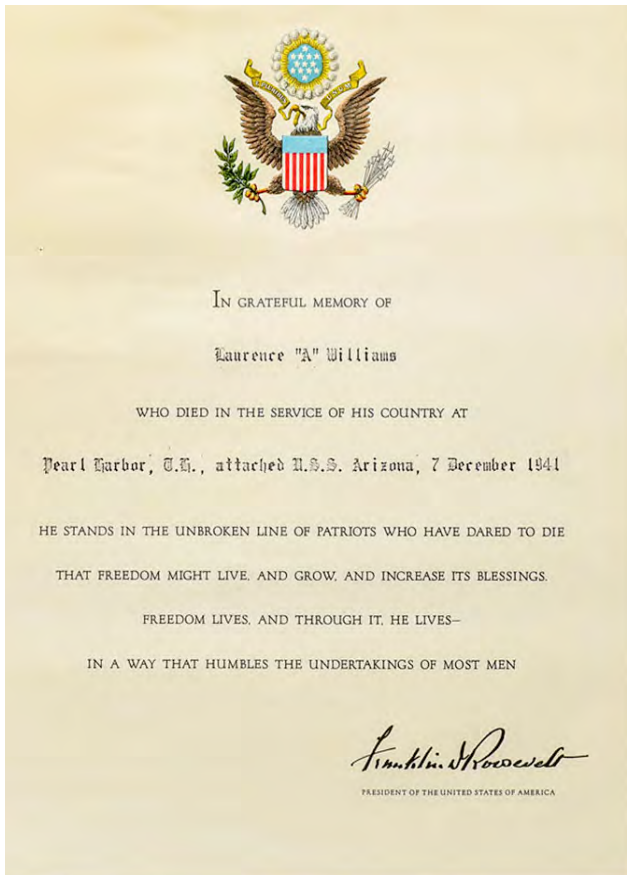 IN GRATEFUL MEMORY OF
Laurence "A" Williams
WHO DIED IN THE SERVICE OF HIS COUNTRY AT
Pearl Harbor, T.H., attached U.S.S. Arizona, 7 December 1941
HE STANDS IN THE UNBROKEN LINE OF PATRIOTS WHO HAVE DARED TO DIE
THAT FREEDOM MIGHT LIVE, AND GROW, AND INCREASE ITS BLESSINGS.
FREEDOM LIVES, AND THROUGH IT, HE LIVES—
IN A WAY THAT HUMBLES THE UNDERTAKINGS OF MOST MEN
Franklin D Roosevelt
PRESIDENT OF THE UNITED STATES OF AMERICA